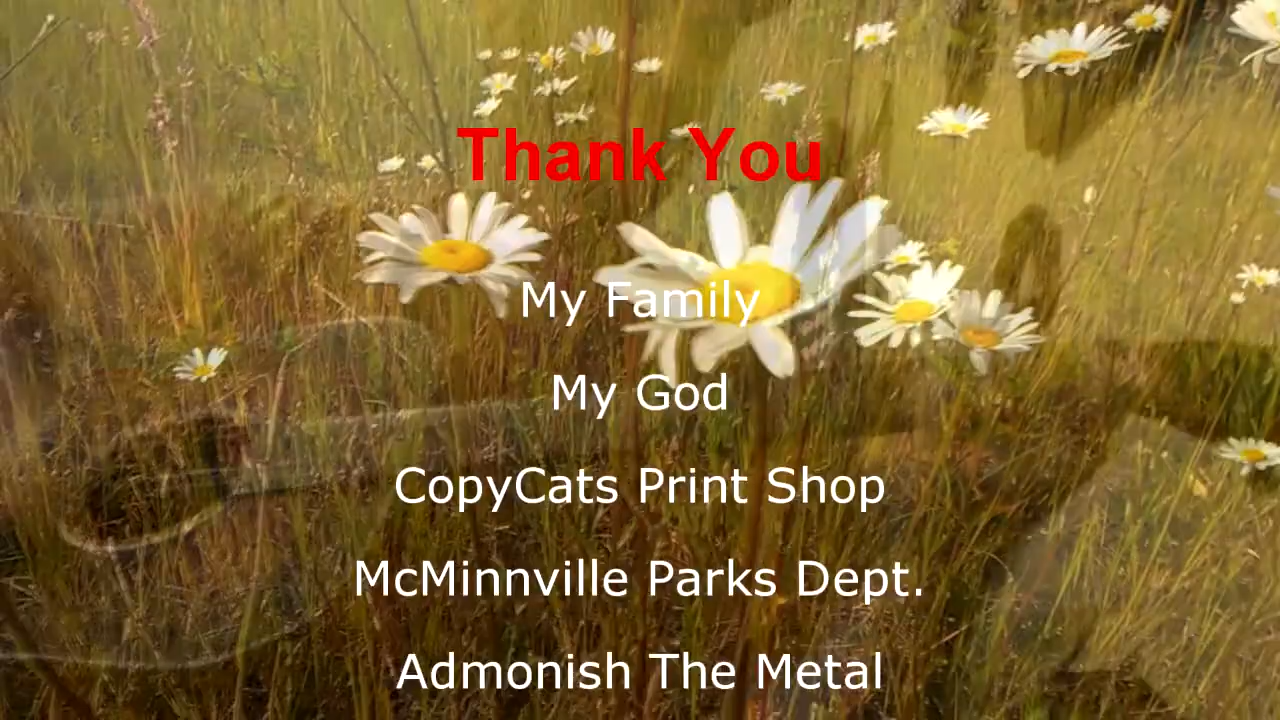 Thank You
My Family
My God
CopyCats Print Shop
McMinnville Parks Dept.
Admonish The Metal